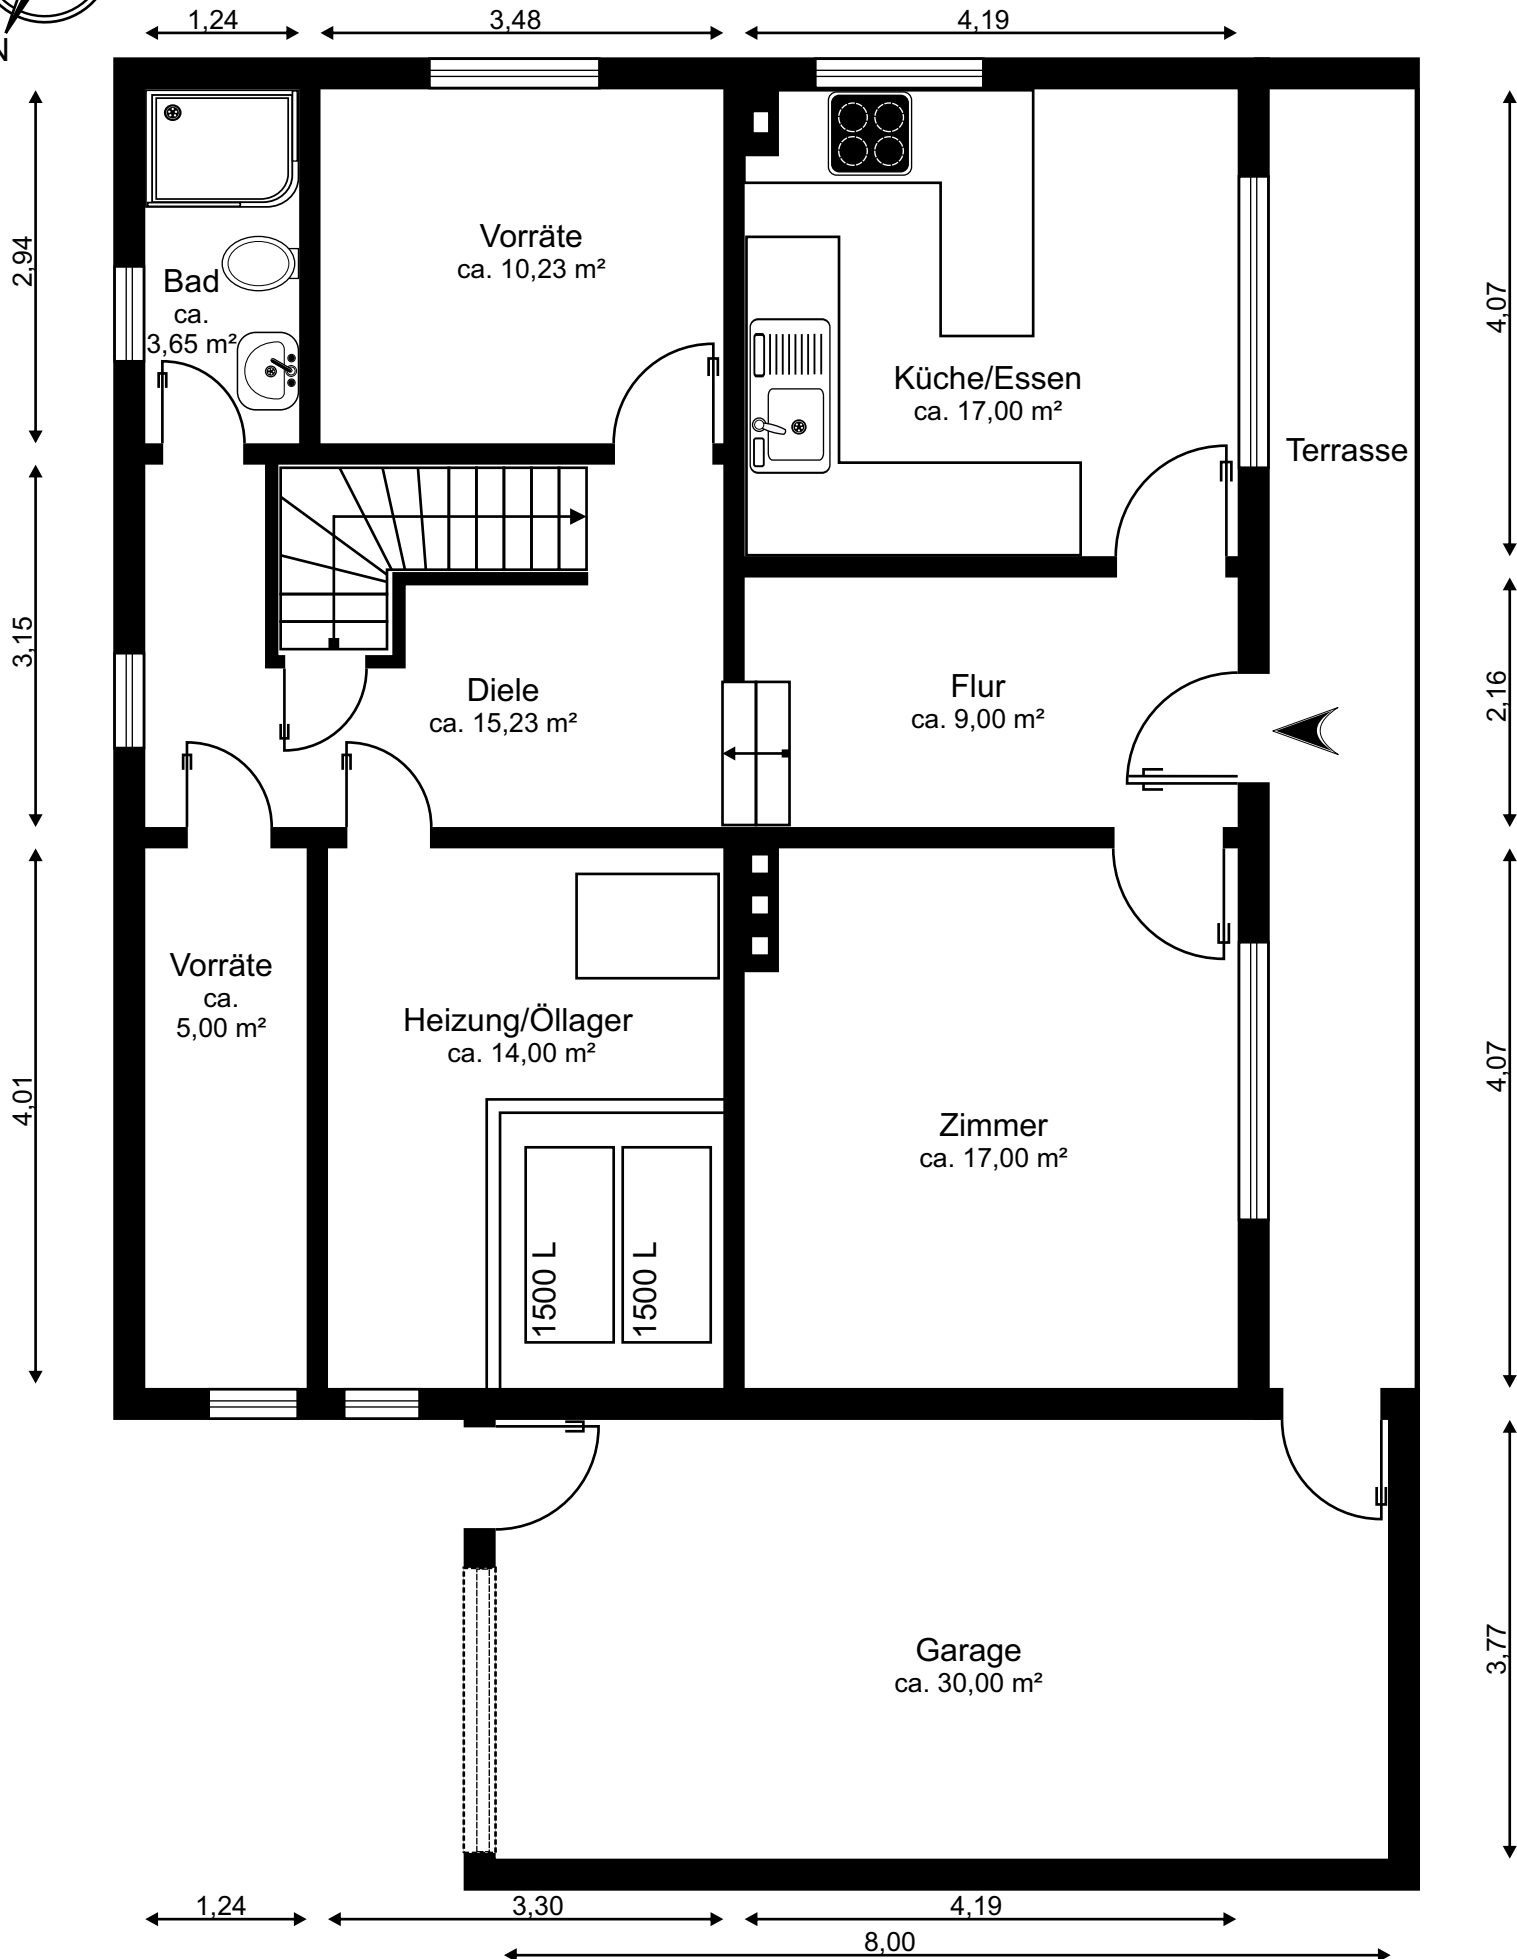 N
1,24
3,48
4,19
2,94
3,15
4,01
Bad
ca.
3,65 m²
Vorräte
ca. 10,23 m²
Küche/Essen
ca. 17,00 m²
Terrasse
4,07
2,16
4,07
3,77
Diele
ca. 15,23 m²
Flur
ca. 9,00 m²
Vorräte
ca.
5,00 m²
Heizung/Öllager
ca. 14,00 m²
1500 L
1500 L
Zimmer
ca. 17,00 m²
Garage
ca. 30,00 m²
1,24
3,30
4,19
8,00